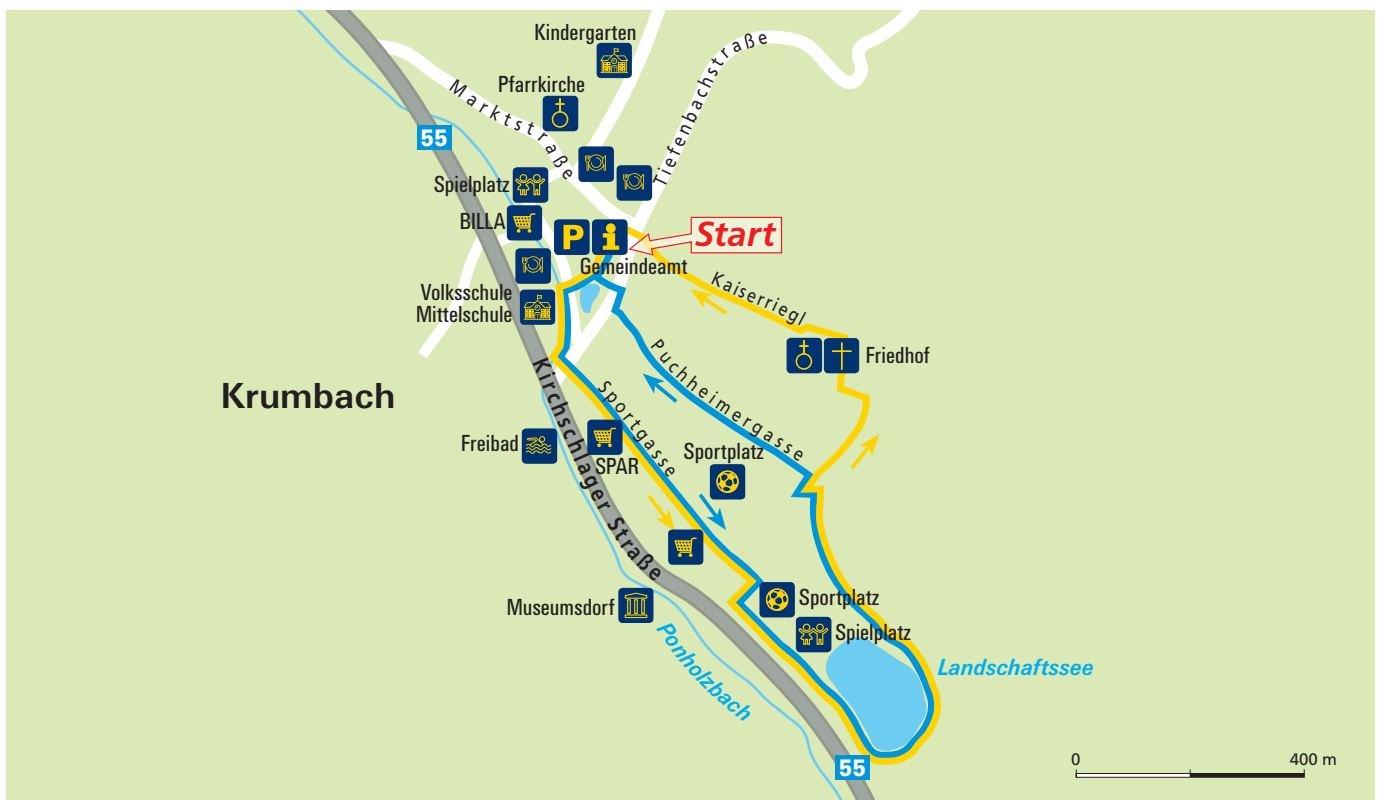 Kindergarten
Tiefenbachstraße
Pfarrkirche
Marktstraße
55
Spielplatz
BILLA
P
i
Start
Gemeindeamt
Kaiserriegl
Volksschule
Mittelschule
Friedhof
Puchheimergasse
Krumbach
Kirchschlager Straße
Sportgasse
Freibad
SPAR
Sportplatz
Museumsdorf
Sportplatz
Spielplatz
Ponholzbach
Landschaftssee
55
0
400 m